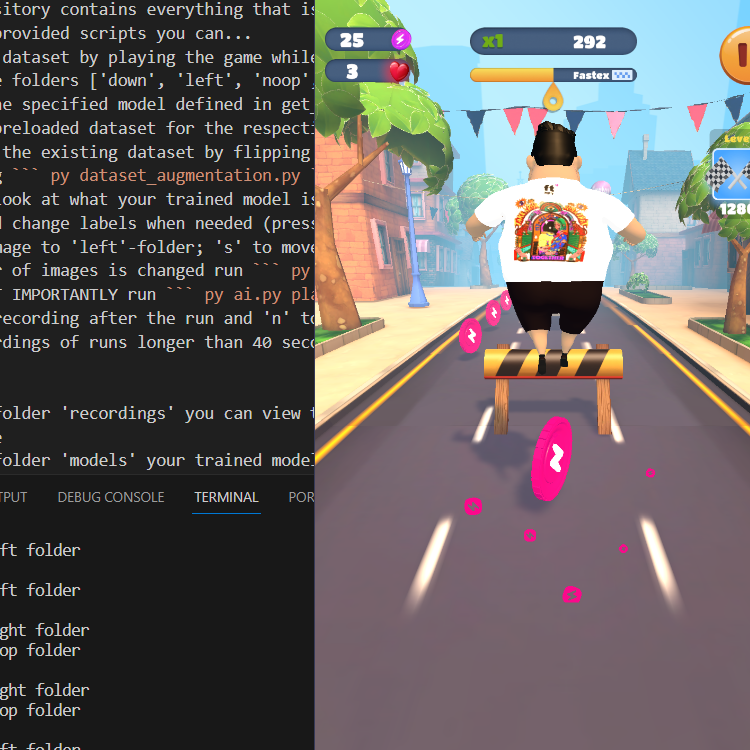 sitory contains everything that is
provided scripts you can...
dataset by playing the game while
e folders ['down', 'left', 'noop',
he specified model defined in get_
preloaded dataset for the respecti
the existing dataset by flipping
g ``` py dataset_augmentation.py `
look at what your trained model is
d change labels when needed (press
mage to 'left'-folder; 's' to move
r of images is changed run ``` py
T IMPORTANTLY run ``` py ai.py pla
recording after the run and 'n' to
rdings of runs longer than 40 seco
folder 'recordings' you can view t
e
folder 'models' your trained model
TPUT DEBUG CONSOLE TERMINAL POR
ft folder
ft folder
ght folder
op folder
ght folder
op folder
ft folder
25
x1 292
3
Fastex
Leve
1280
TOGETHER